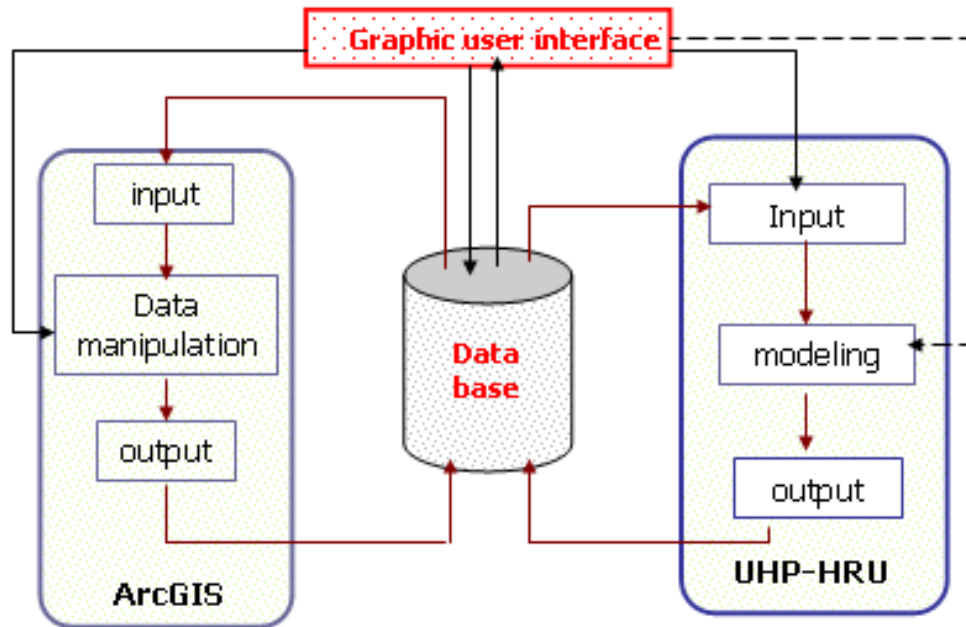 Graphic user interface
input
Data
manipulation
output
ArcGIS
Data
base
Input
modeling
output
UHP-HRU